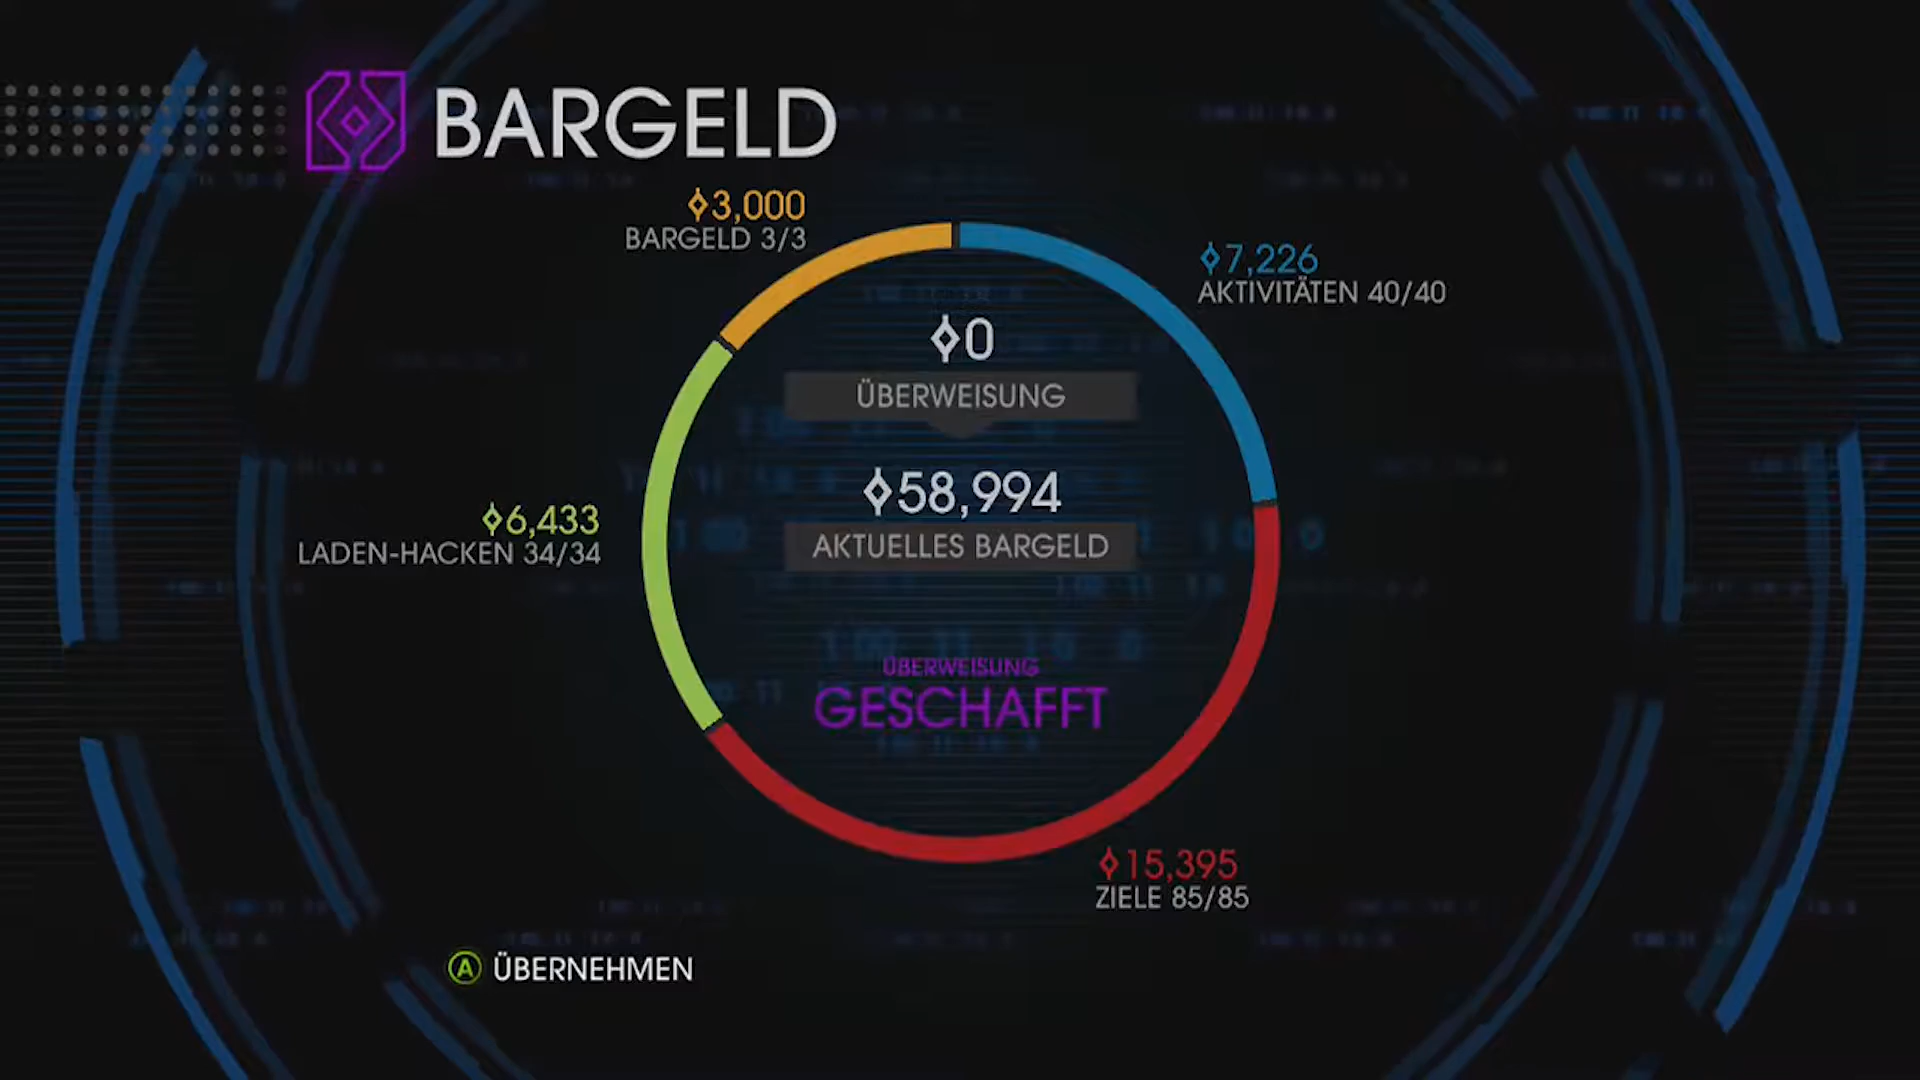 BARGELD
3,000
BARGELD 3/3
7,226
AKTIVITÄTEN 40/40
0
ÜBERWEISUNG
58,994
AKTUELLES BARGELD
6,433
LADEN-HACKEN 34/34
ÜBERWEISUNG
GESCHAFFT
15,395
ZIELE 85/85
A ÜBERNEHMEN